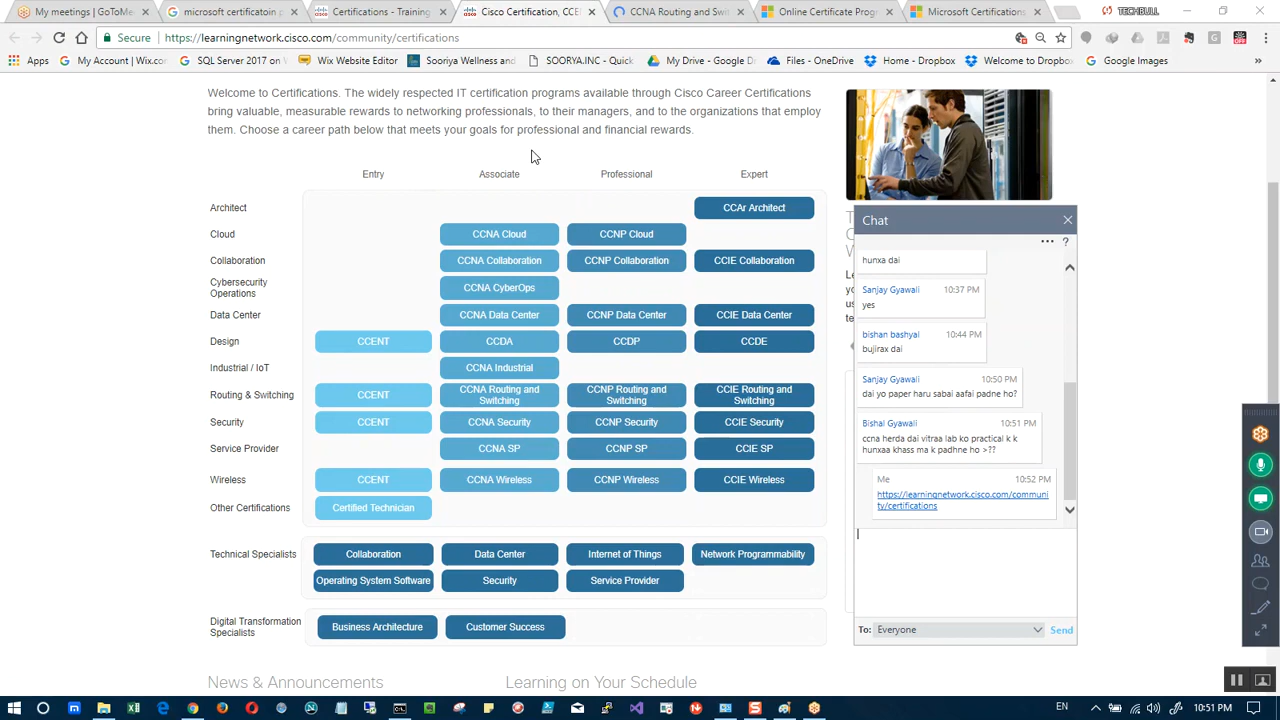 My meetings | GoToMe
microsoft certificatoin p
Certifications - Training
Cisco Certification, CCE
CCNA Routing and Swi
Online Certificate Prog
Microsoft Certifications
TECHBULL
Secure
https://learningnetwork.cisco.com/community/certifications
Apps
My Account | Wix.co
SQL Server 2017 on
Wix Website Editor
Sooriya Wellness and
SOORYA.INC - Quick
My Drive - Google D
Files - OneDrive
Home - Dropbox
Welcome to Dropbox
Google Images
Welcome to Certifications. The widely respected IT certification programs available through Cisco Career Certifications
bring valuable, measurable rewards to networking professionals, to their managers, and to the organizations that employ
them. Choose a career path below that meets your goals for professional and financial rewards.
Entry Associate Professional Expert
Architect CCAr Architect
Cloud CCNA Cloud CCNP Cloud
Collaboration CCNA Collaboration CCNP Collaboration CCIE Collaboration
Cybersecurity
Operations CCNA CyberOps
Data Center CCNA Data Center CCNP Data Center CCIE Data Center
Design CCENT CCDA CCDP CCDE
Industrial / IoT CCNA Industrial
Routing & Switching CCENT CCNA Routing and Switching CCNP Routing and Switching CCIE Routing and Switching
Security CCENT CCNA Security CCNP Security CCIE Security
Service Provider CCNA SP CCNP SP CCIE SP
Wireless CCENT CCNA Wireless CCNP Wireless CCIE Wireless
Other Certifications Certified Technician
Technical Specialists Collaboration Data Center Internet of Things Network Programmability
Operating System Software Security Service Provider
Digital Transformation
Specialists Business Architecture Customer Success
News & Announcements Learning on Your Schedule
Chat
hunxa dai
Sanjay Gyawali 10:37 PM
yes
bishan bashyal 10:44 PM
bujirax dai
Sanjay Gyawali 10:50 PM
dai yo paper haru sabai aafai padne ho?
Bishal Gyawali 10:51 PM
ccna herda dai vitraa lab ko practical k k
hunxaa khass ma k padhne ho >??
Me 10:52 PM
https://learningnetwork.cisco.com/communi
ty/certifications
To: Everyone Send
EN 10:51 PM